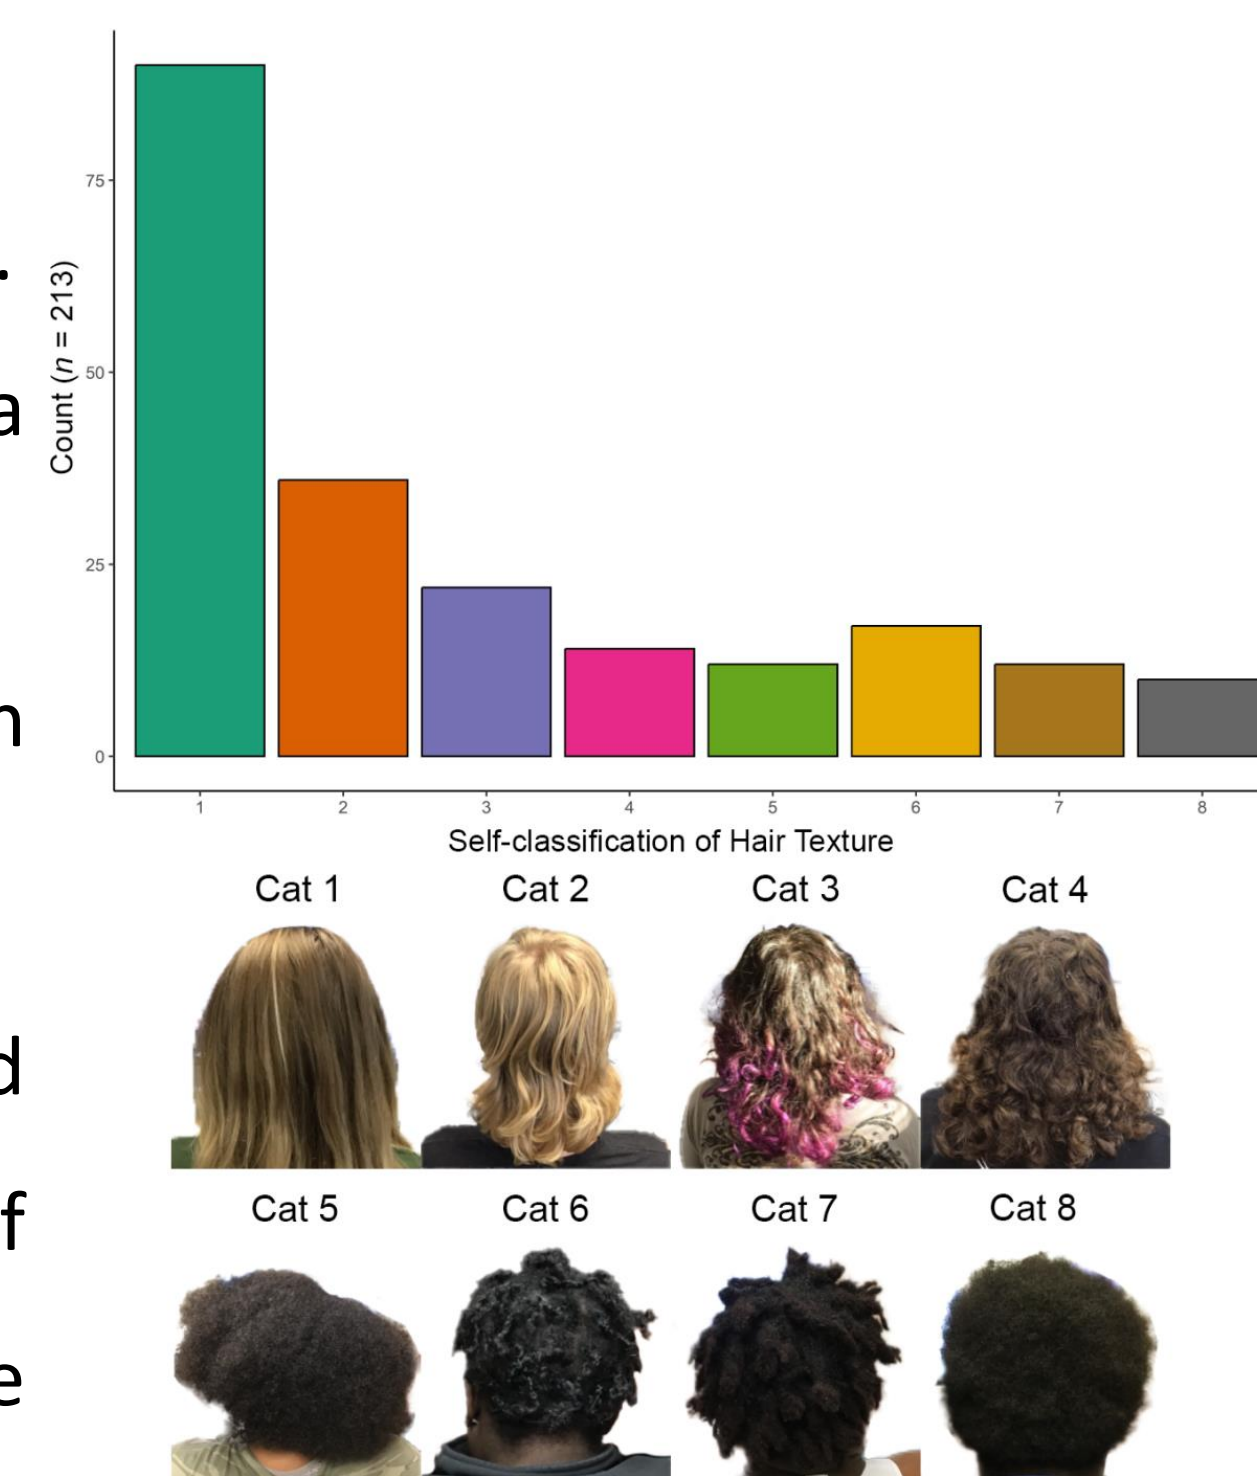 .
a
n
d
f
e
75
50
25
0
Count (n = 213)
1 2 3 4 5 6 7 8
Self-classification of Hair Texture
Cat 1 Cat 2 Cat 3 Cat 4
Cat 5 Cat 6 Cat 7 Cat 8